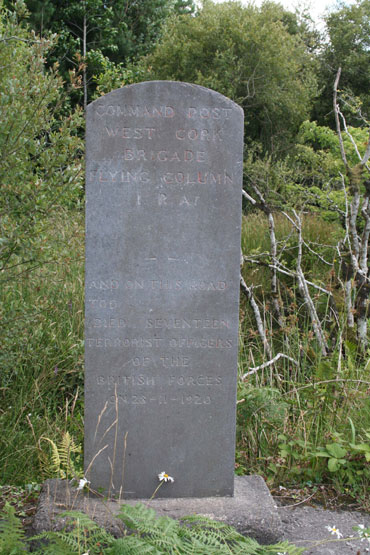 COMMAND POST
WEST CORK
BRIGADE
FLYING COLUMN
I R A
AND ON THIS ROAD
TOO
DIED SEVENTEEN
TERRORIST OFFICERS
OF THE
BRITISH FORCES
28-11-1920